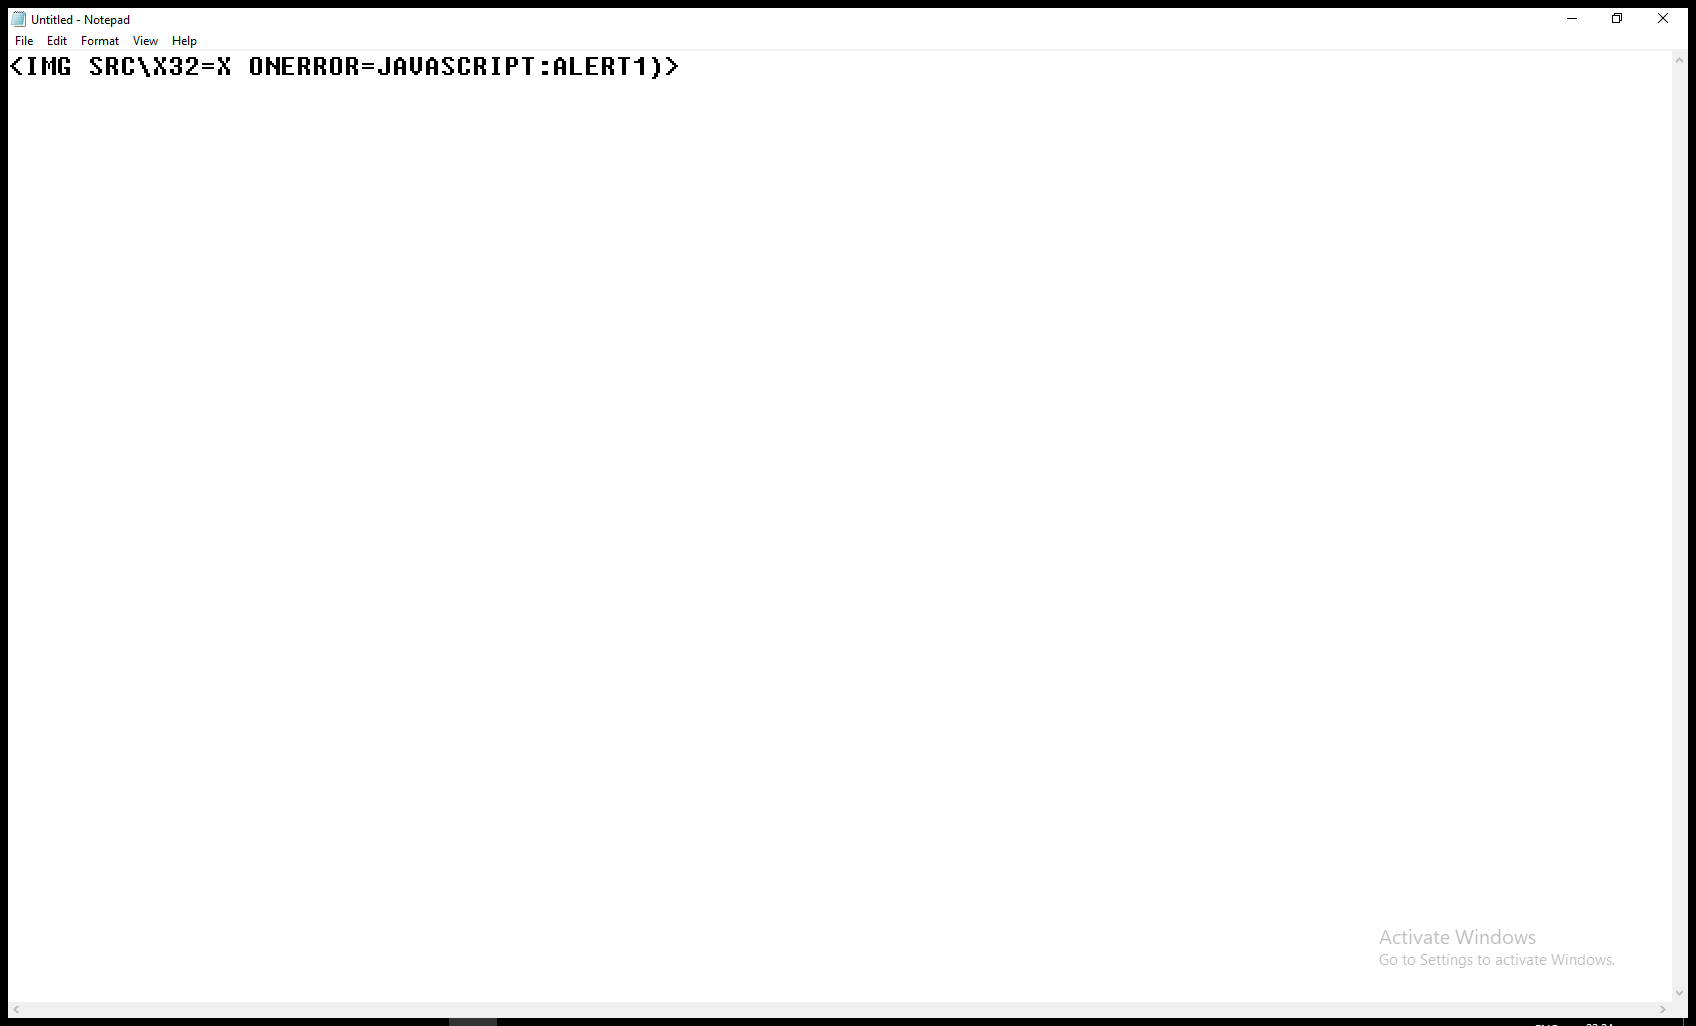 Untitled - Notepad
File Edit Format View Help
<IMG SRC\X32=X ONERROR=JAVASCRIPT:ALERT1)>
Activate Windows
Go to Settings to activate Windows.